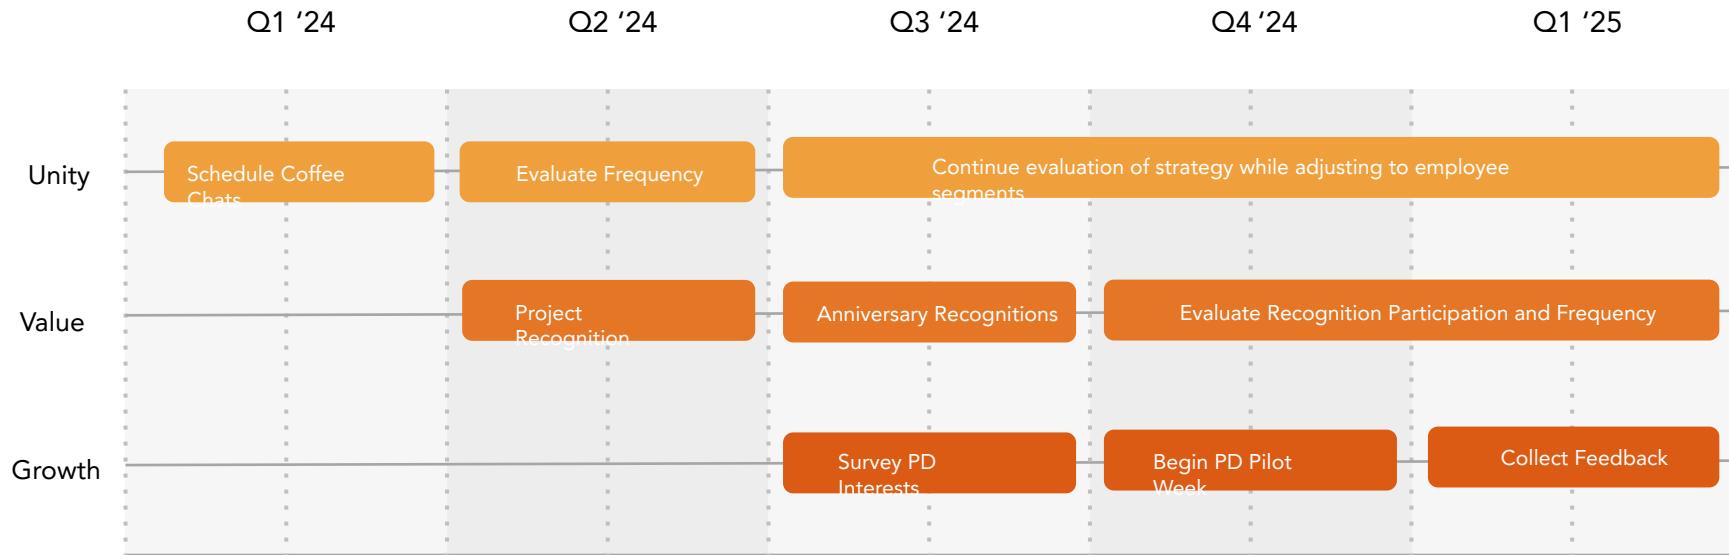 Q1 ‘24
Q2 ‘24
Q3 ‘24
Q4 ‘24
Q1 ‘25
Unity
Schedule Coffee
Chats
Evaluate Frequency
Continue evaluation of strategy while adjusting to employee
segments
Value
Project
Recognition
Anniversary Recognitions
Evaluate Recognition Participation and Frequency
Growth
Survey PD
Interests
Begin PD Pilot
Week
Collect Feedback